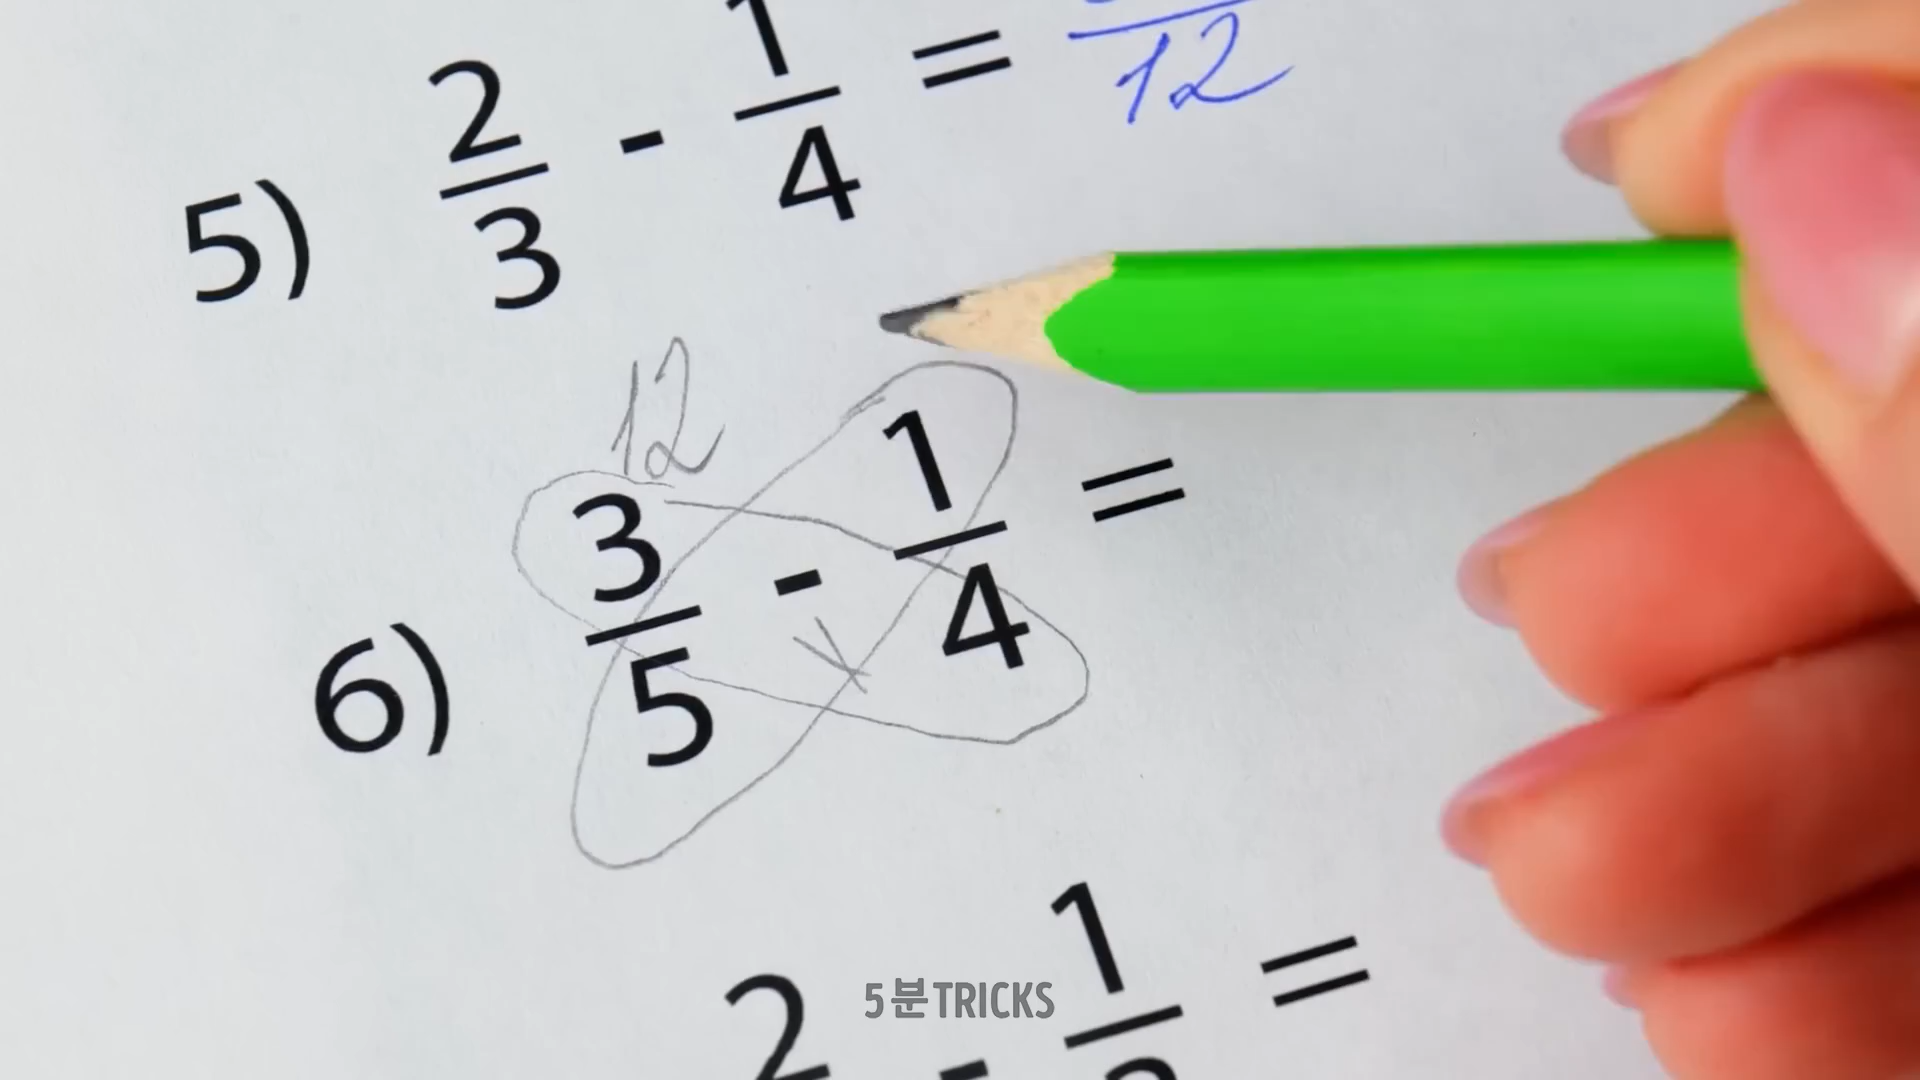 5) 2/3 - 1/4 = /12
12
6) 3/5 - 1/4 =
2 - 1 =
5분TRICKS